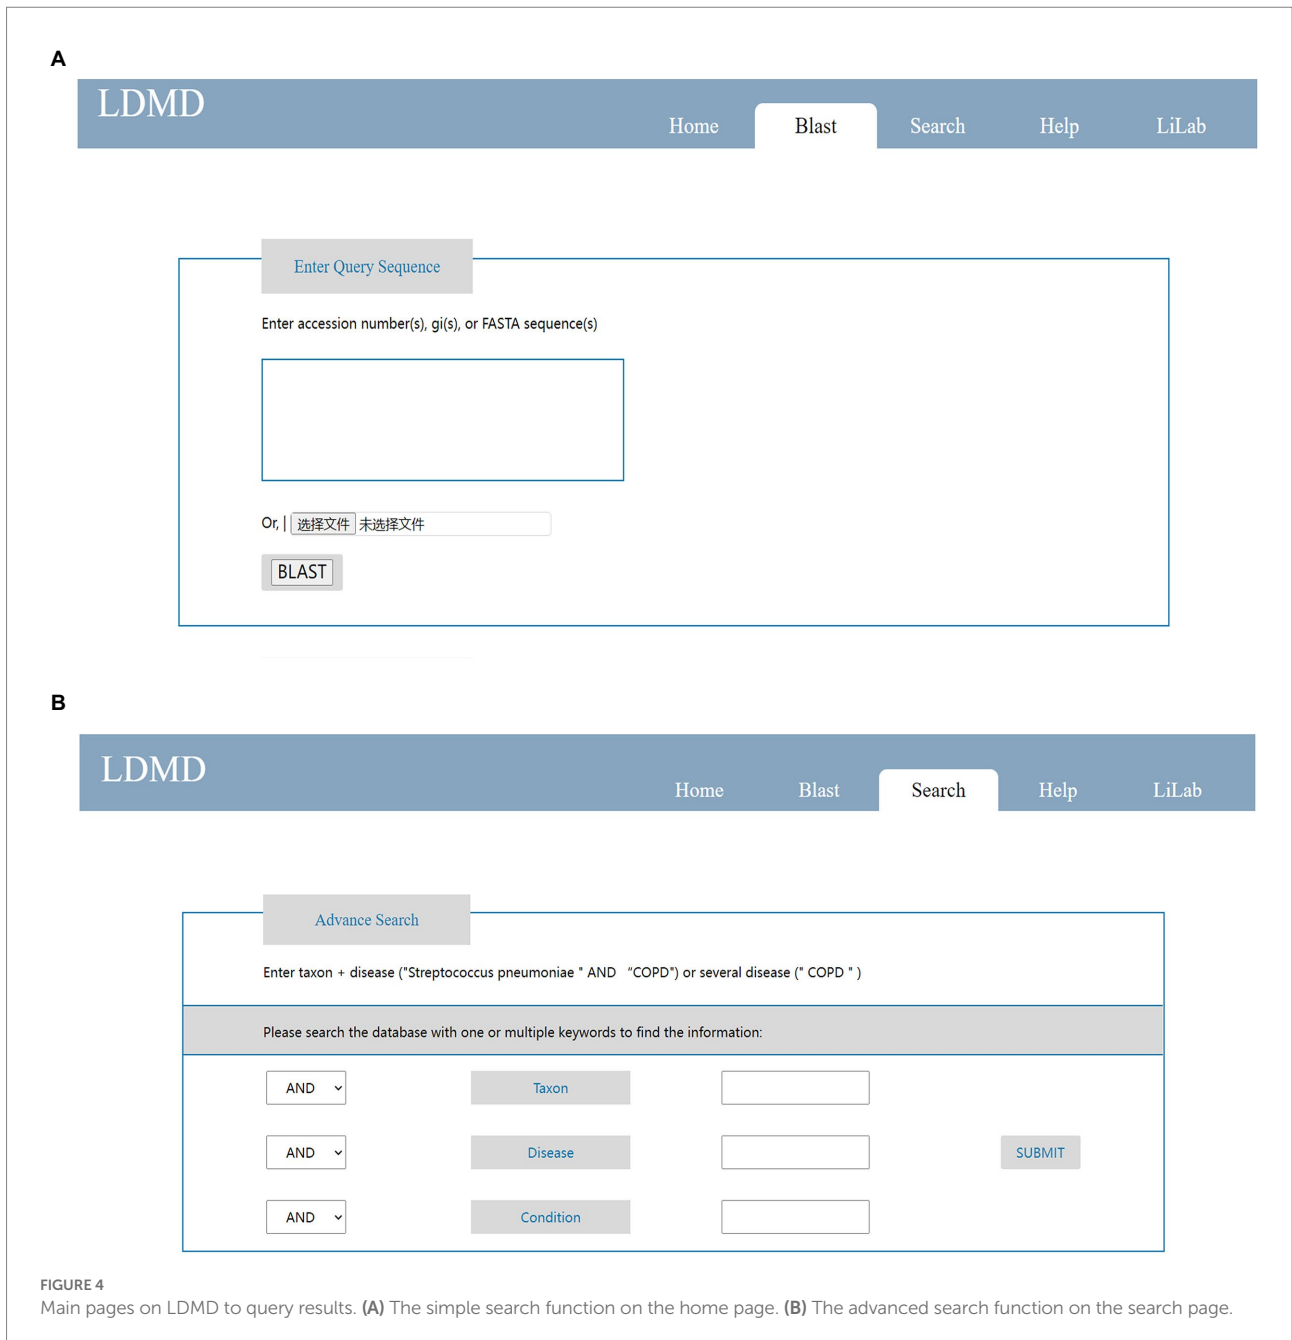 A
LDMD
Home Blast Search Help LiLab
Enter Query Sequence
Enter accession number(s), gi(s), or FASTA sequence(s)
Or, | 选择文件 未选择文件
BLAST
B
LDMD
Home Blast Search Help LiLab
Advance Search
Enter taxon + disease ("Streptococcus pneumoniae " AND “COPD") or several disease (" COPD " )
Please search the database with one or multiple keywords to find the information:
AND Taxon
AND Disease SUBMIT
AND Condition
FIGURE 4
Main pages on LDMD to query results. (A) The simple search function on the home page. (B) The advanced search function on the search page.